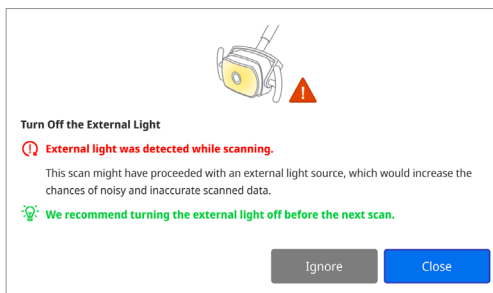 Turn Off the External Light
External light was detected while scanning.
This scan might have proceeded with an external light source, which would increase the
chances of noisy and inaccurate scanned data.
We recommend turning the external light off before the next scan.
Ignore
Close